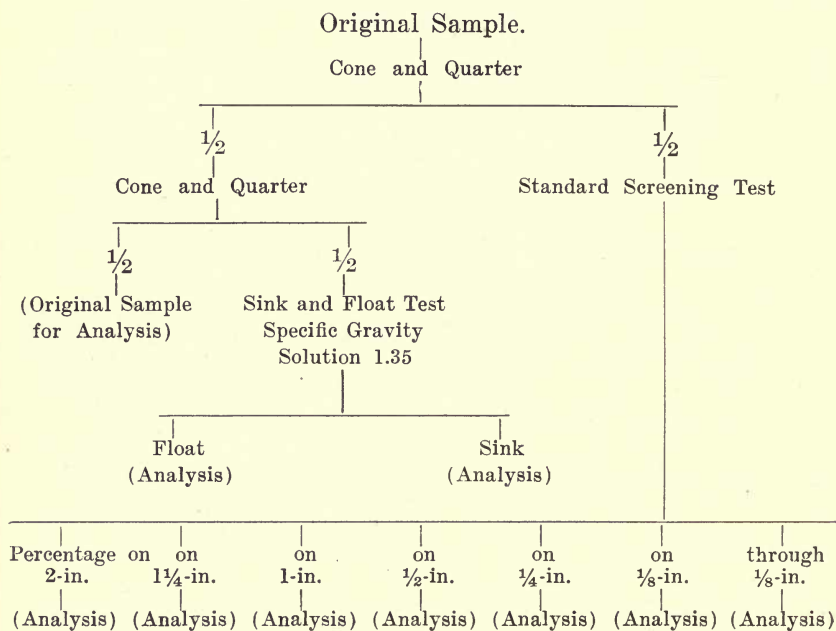 Original Sample.
Cone and Quarter
½ ½
Cone and Quarter Standard Screening Test
½ ½
(Original Sample Sink and Float Test
for Analysis) Specific Gravity
Solution 1.35
Float Sink
(Analysis) (Analysis)
Percentage on on on on on on through
2-in. 1¼-in. 1-in. ½-in. ¼-in. ⅛-in. ⅛-in.
(Analysis) (Analysis) (Analysis) (Analysis) (Analysis) (Analysis) (Analysis)